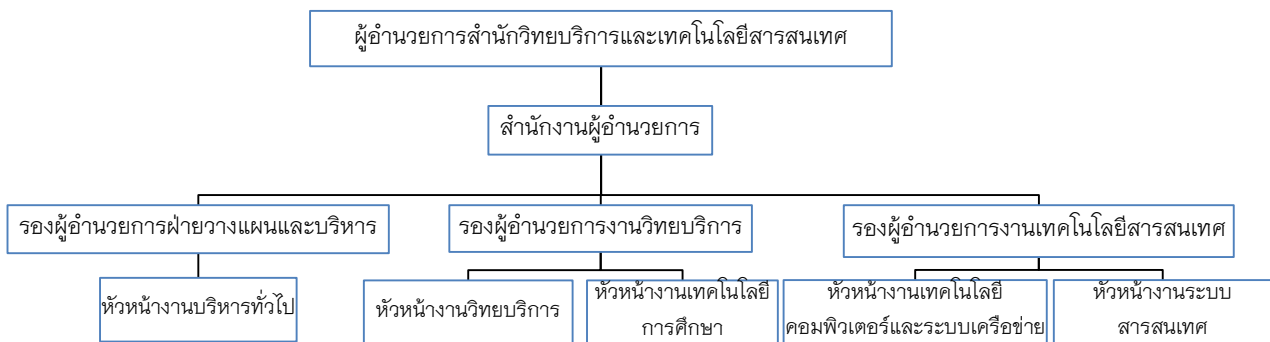 ผู้อำนวยการสำนักวิทยบริการและเทคโนโลยีสารสนเทศ
สำนักงานผู้อำนวยการ
รองผู้อำนวยการฝ่ายวางแผนและบริหาร
รองผู้อำนวยการงานวิทยบริการ
รองผู้อำนวยการงานเทคโนโลยีสารสนเทศ
หัวหน้างานบริหารทั่วไป
หัวหน้างานวิทยบริการ
หัวหน้างานเทคโนโลยี
การศึกษา
หัวหน้างานเทคโนโลยี
คอมพิวเตอร์และระบบเครือข่าย
หัวหน้างานระบบ
สารสนเทศ